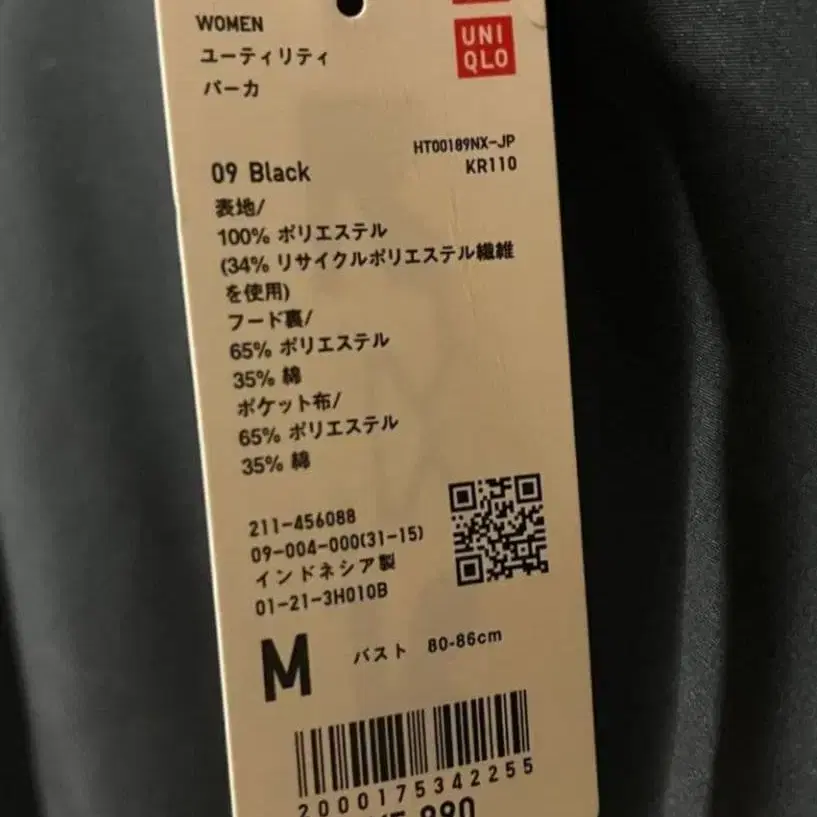 WOMEN
ユーティリティ
パーカ
UNI
QLO
HT00189NX-JP
KR110
09 Black
表地/
100% ポリエステル
(34% リサイクルポリエステル繊維
を使用)
フード裏/
65% ポリエステル
35% 綿
ポケット布/
65% ポリエステル
35% 綿
211-456088
09-004-000(31-15)
インドネシア製
01-21-3H010B
M バスト 80-86cm
2000175342255